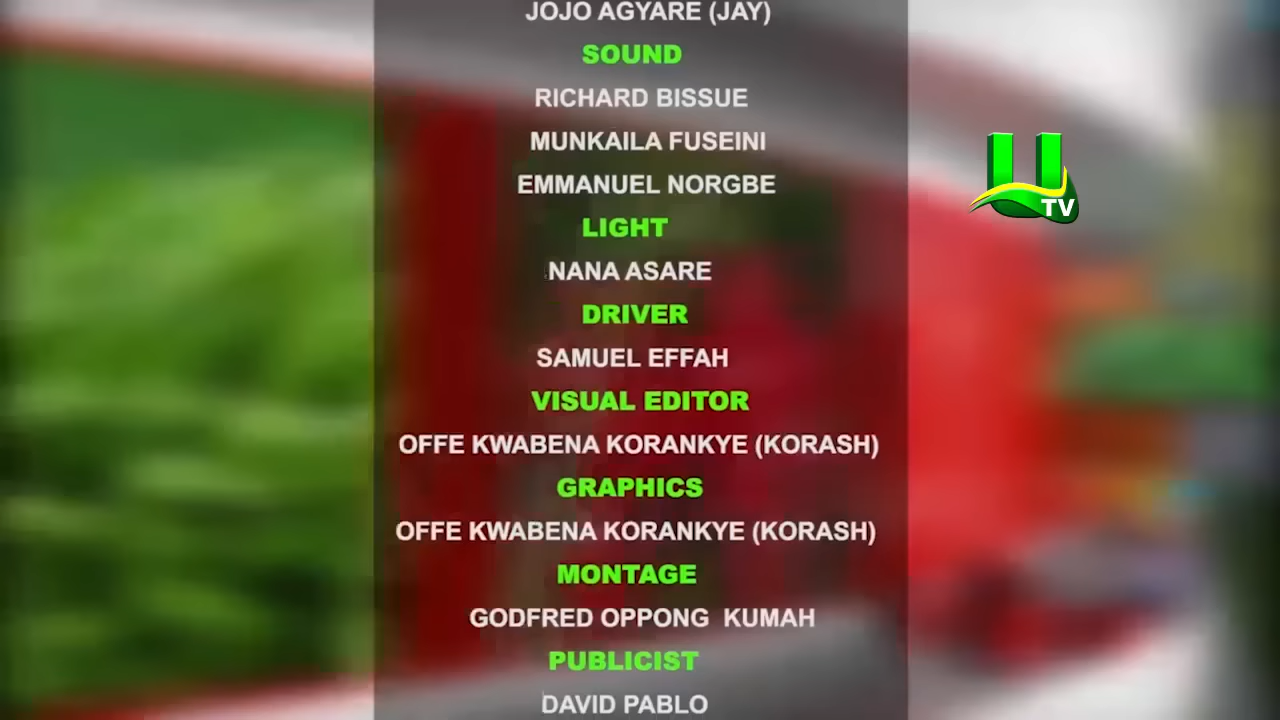 JOJO AGYARE (JAY)
SOUND
RICHARD BISSUE
MUNKAILA FUSEINI
EMMANUEL NORGBE
LIGHT
NANA ASARE
DRIVER
SAMUEL EFFAH
VISUAL EDITOR
OFFE KWABENA KORANKYE (KORASH)
GRAPHICS
OFFE KWABENA KORANKYE (KORASH)
MONTAGE
GODFRED OPPONG KUMAH
PUBLICIST
DAVID PABLO
U
TV